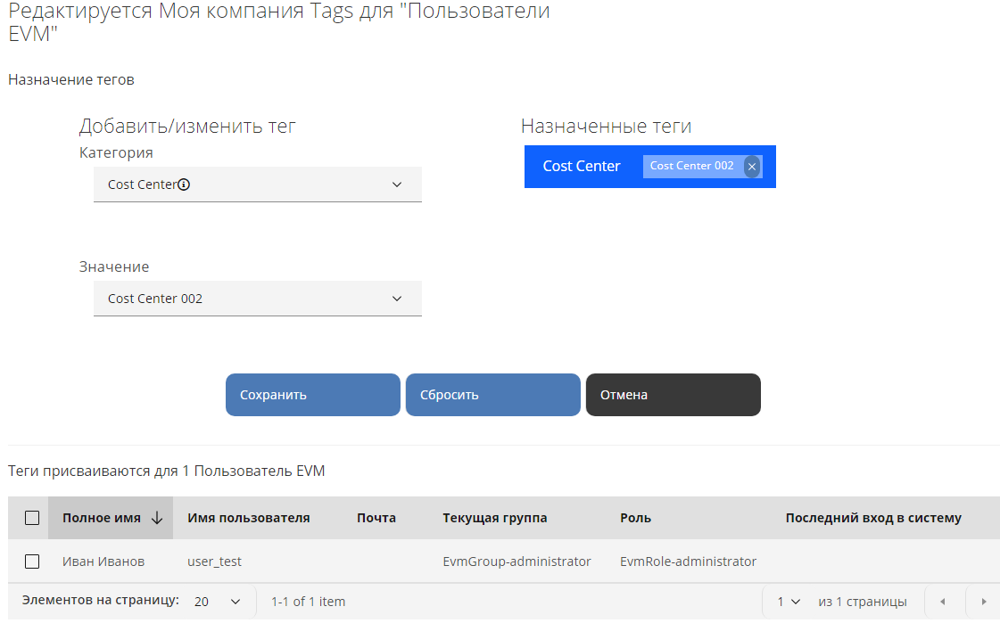 Редактируется Моя компания Tags для "Пользователи
EVM"
Назначение тегов
Добавить/изменить тег
Назначенные теги
Категория
Cost Center
Cost Center
Cost Center 002
Значение
Cost Center 002
Сохранить
Сбросить
Отмена
Теги присваиваются для 1 Пользователь EVM
Полное имя
Имя пользователя
Почта
Текущая группа
Роль
Последний вход в систему
Иван Иванов
user_test
EvmGroup-administrator
EvmRole-administrator
Элементов на страницу:
20
1-1 of 1 item
1
из 1 страницы